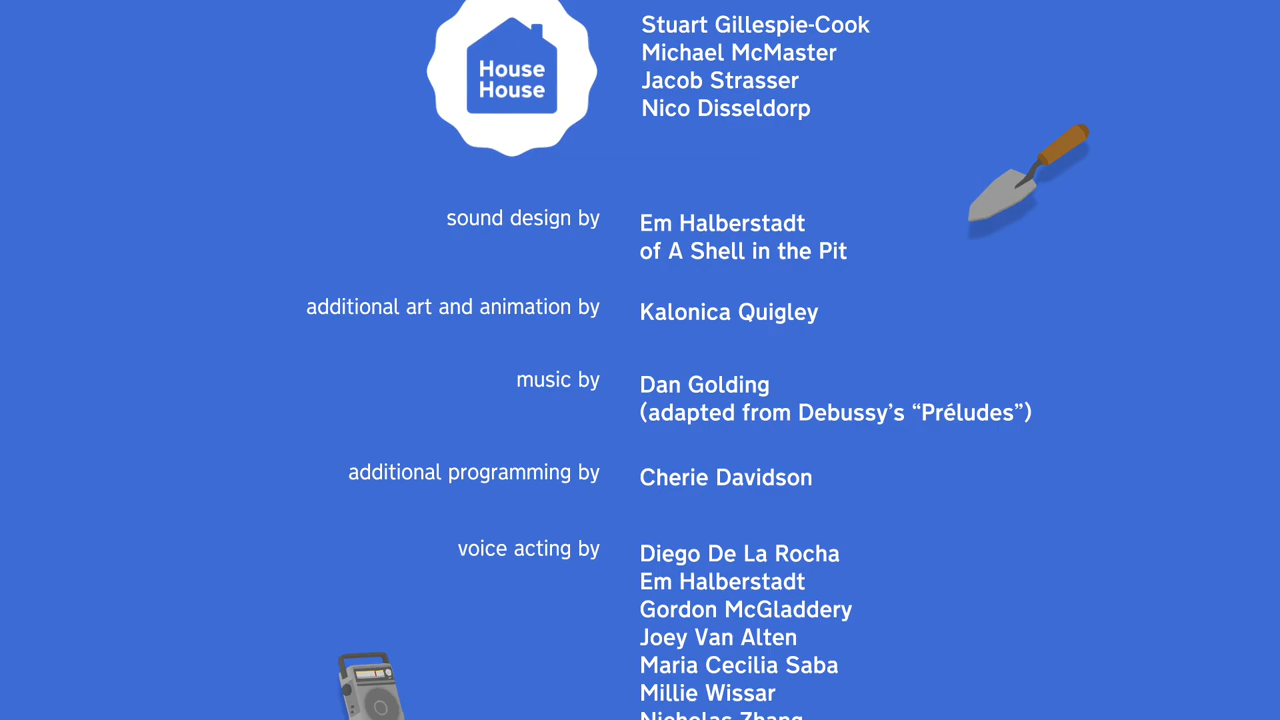 House
House
Stuart Gillespie-Cook
Michael McMaster
Jacob Strasser
Nico Disseldorp
sound design by
Em Halberstadt
of A Shell in the Pit
additional art and animation by
Kalonica Quigley
music by
Dan Golding
(adapted from Debussy’s “Préludes”)
additional programming by
Cherie Davidson
voice acting by
Diego De La Rocha
Em Halberstadt
Gordon McGladdery
Joey Van Alten
Maria Cecilia Saba
Millie Wissar
Nicholas Zhang